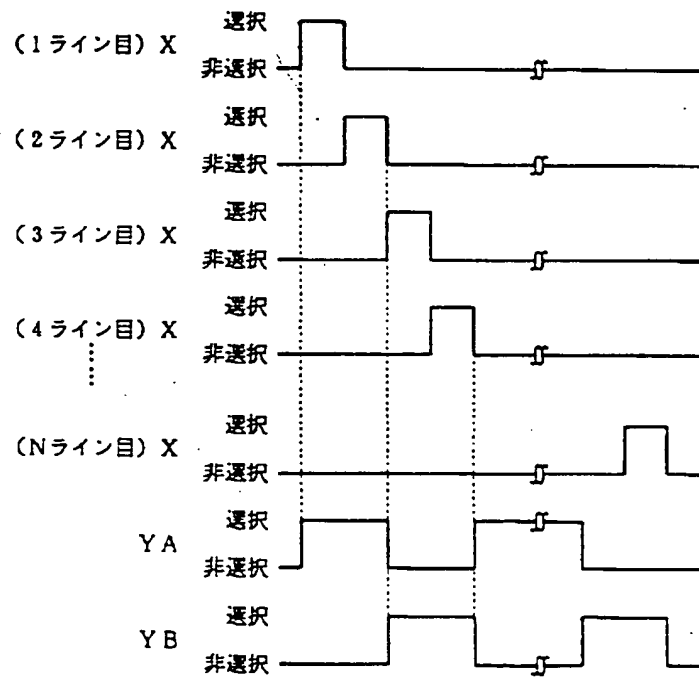 選択
(1ライン目) X
非選択
選択
(2ライン目) X
非選択
選択
(3ライン目) X
非選択
選択
(4ライン目) X
非選択
選択
(Nライン目) X
非選択
選択
YA
非選択
選択
YB
非選択